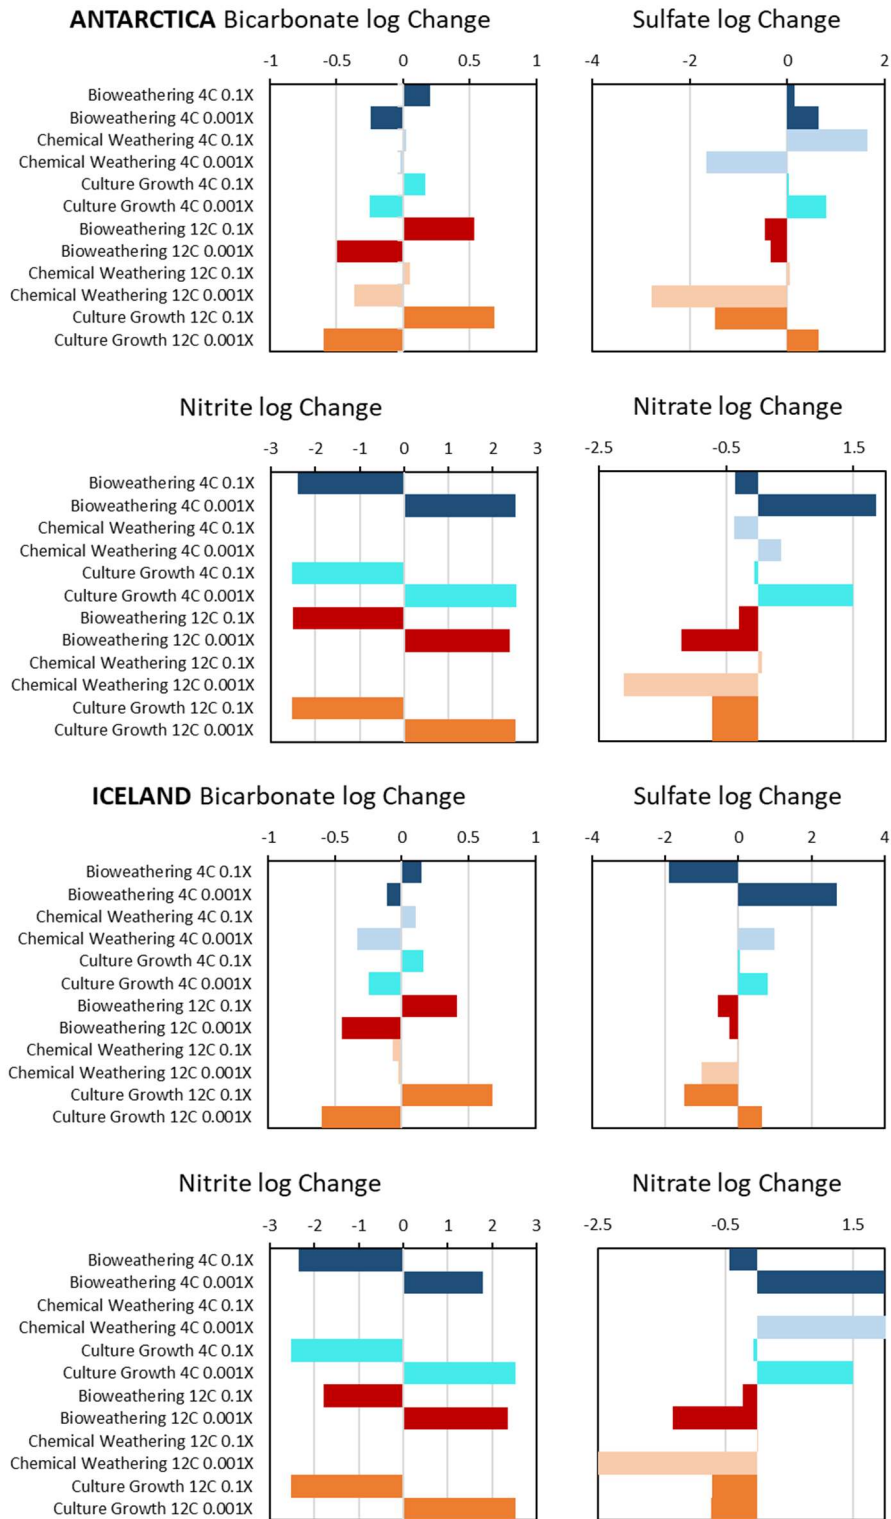 ANTARCTICA Bicarbonate log Change
-1 -0.5 0 0.5 1
Bioweathering 4C 0.1X
Bioweathering 4C 0.001X
Chemical Weathering 4C 0.1X
Chemical Weathering 4C 0.001X
Culture Growth 4C 0.1X
Culture Growth 4C 0.001X
Bioweathering 12C 0.1X
Bioweathering 12C 0.001X
Chemical Weathering 12C 0.1X
Chemical Weathering 12C 0.001X
Culture Growth 12C 0.1X
Culture Growth 12C 0.001X
Sulfate log Change
-4 -2 0 2
Nitrite log Change
-3 -2 -1 0 1 2 3
Bioweathering 4C 0.1X
Bioweathering 4C 0.001X
Chemical Weathering 4C 0.1X
Chemical Weathering 4C 0.001X
Culture Growth 4C 0.1X
Culture Growth 4C 0.001X
Bioweathering 12C 0.1X
Bioweathering 12C 0.001X
Chemical Weathering 12C 0.1X
Chemical Weathering 12C 0.001X
Culture Growth 12C 0.1X
Culture Growth 12C 0.001X
Nitrate log Change
-2.5 -0.5 1.5
ICELAND Bicarbonate log Change
-1 -0.5 0 0.5 1
Bioweathering 4C 0.1X
Bioweathering 4C 0.001X
Chemical Weathering 4C 0.1X
Chemical Weathering 4C 0.001X
Culture Growth 4C 0.1X
Culture Growth 4C 0.001X
Bioweathering 12C 0.1X
Bioweathering 12C 0.001X
Chemical Weathering 12C 0.1X
Chemical Weathering 12C 0.001X
Culture Growth 12C 0.1X
Culture Growth 12C 0.001X
Sulfate log Change
-4 -2 0 2 4
Nitrite log Change
-3 -2 -1 0 1 2 3
Bioweathering 4C 0.1X
Bioweathering 4C 0.001X
Chemical Weathering 4C 0.1X
Chemical Weathering 4C 0.001X
Culture Growth 4C 0.1X
Culture Growth 4C 0.001X
Bioweathering 12C 0.1X
Bioweathering 12C 0.001X
Chemical Weathering 12C 0.1X
Chemical Weathering 12C 0.001X
Culture Growth 12C 0.1X
Culture Growth 12C 0.001X
Nitrate log Change
-2.5 -0.5 1.5